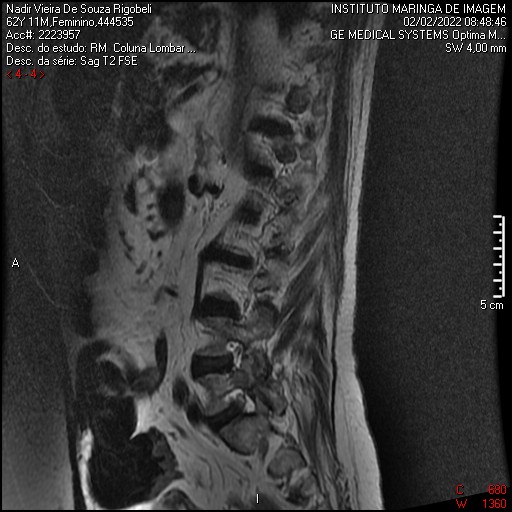 Nadir Vieira De Souza Rigobeli
62Y 11M,Feminino,444535
Acc#: 2223957
Desc. do estudo: RM Coluna Lombar ...
Desc. da série: Sag T2 FSE
<-4 -4>
INSTITUTO MARINGA DE IMAGEM
02/02/2022 08:48:46
GE MEDICAL SYSTEMS Optima M...
SW 4,00 mm
A
5 cm
I
C 680
W 1360